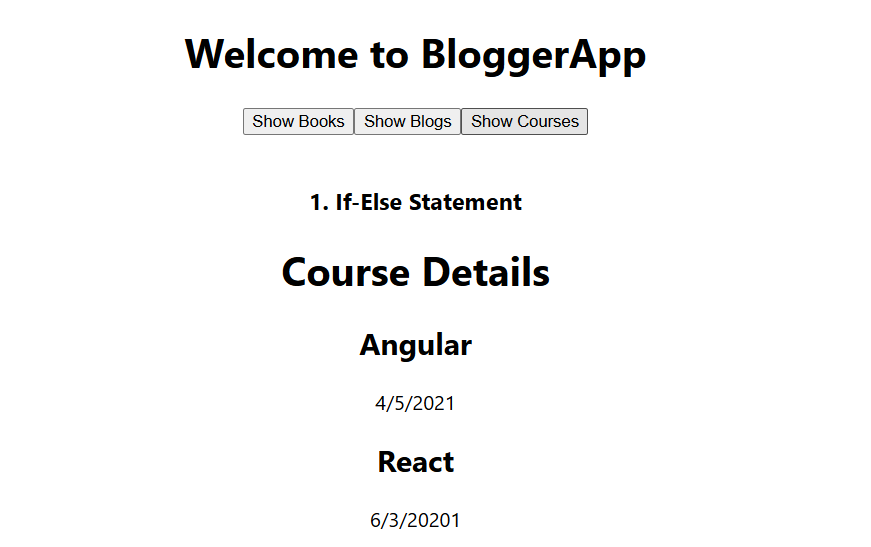 Welcome to BloggerApp
Show Books Show Blogs Show Courses
1. If-Else Statement
Course Details
Angular
4/5/2021
React
6/3/20201